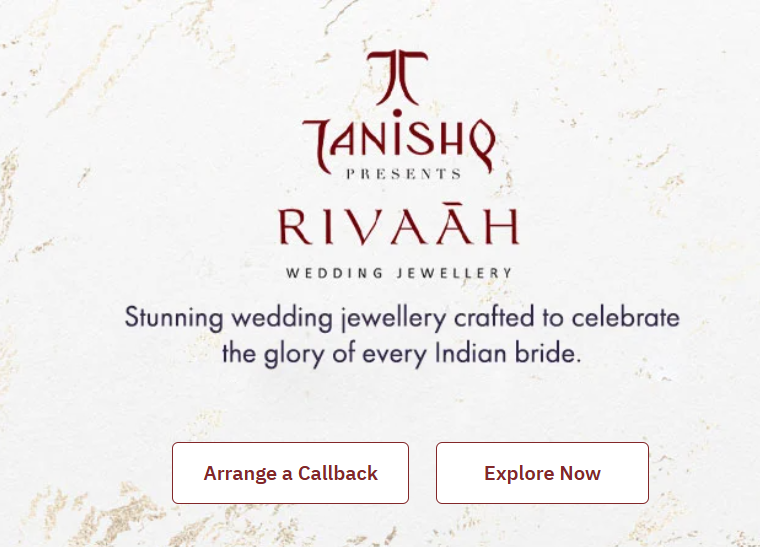 TANISHQ
PRESENTS
RIVAĀH
WEDDING JEWELLERY
Stunning wedding jewellery crafted to celebrate
the glory of every Indian bride.
Arrange a Callback
Explore Now